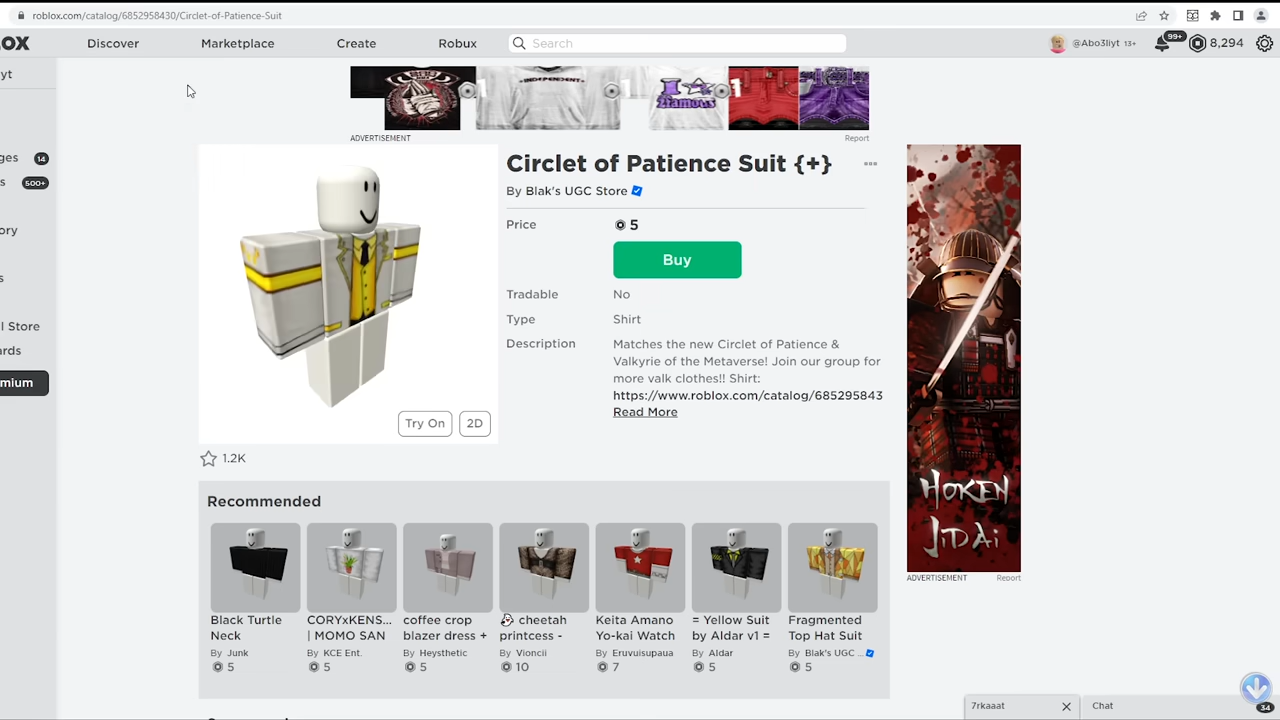 roblox.com/catalog/6852958430/Circlet-of-Patience-Suit
OX
Discover
Marketplace
Create
Robux
Search
@Abo3liyt 13+
99+
8,294
yt
ges 14
s 500+
ory
s
l Store
ards
mium
INDEPENDENT
ADVERTISEMENT
Report
Circlet of Patience Suit {+}
By Blak's UGC Store
Price
5
Buy
Tradable
No
Type
Shirt
Description
Matches the new Circlet of Patience &
Valkyrie of the Metaverse! Join our group for
more valk clothes!! Shirt:
https://www.roblox.com/catalog/685295843
Read More
Try On
2D
1.2K
HOKEN
JIDAI
ADVERTISEMENT
Report
Recommended
Black Turtle
Neck
By Junk
5
CORYxKENS...
| MOMO SAN
By KCE Ent.
5
coffee crop
blazer dress +
By Heysthetic
5
cheetah
printcess -
By Vioncii
10
Keita Amano
Yo-kai Watch
By Eruvuisupaua
7
= Yellow Suit
by Aldar v1 =
By Aldar
5
Fragmented
Top Hat Suit
By Blak's UGC ...
5
7rkaaat
Chat
34